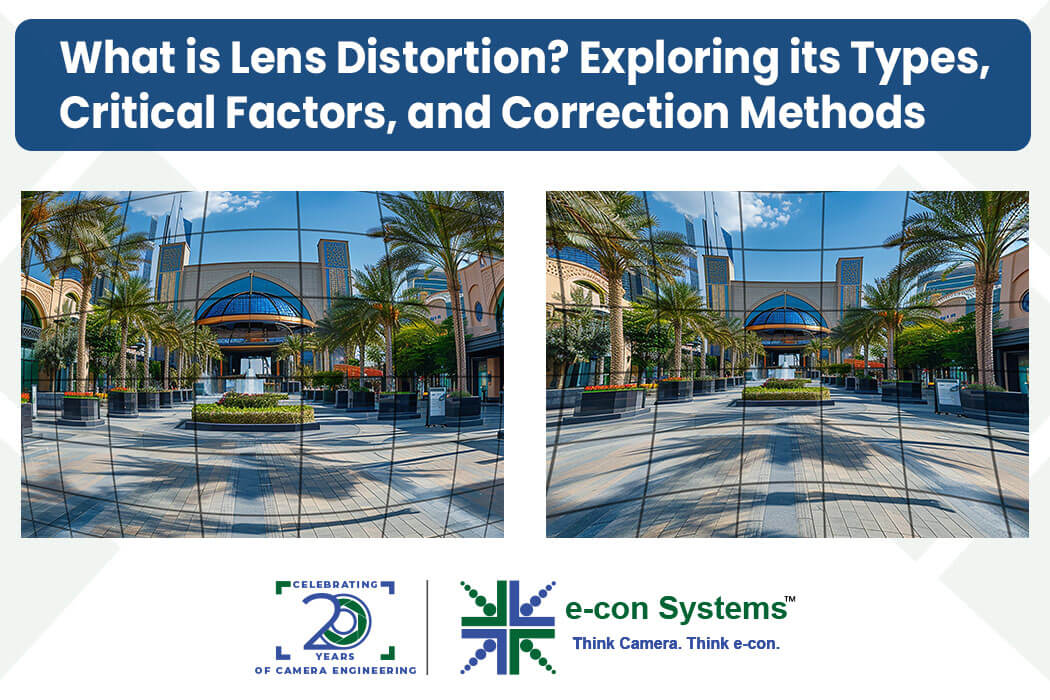 What is Lens Distortion? Exploring its Types,
Critical Factors, and Correction Methods
CELEBRATING
20
YEARS
OF CAMERA ENGINEERING
e-con Systems™
Think Camera. Think e-con.